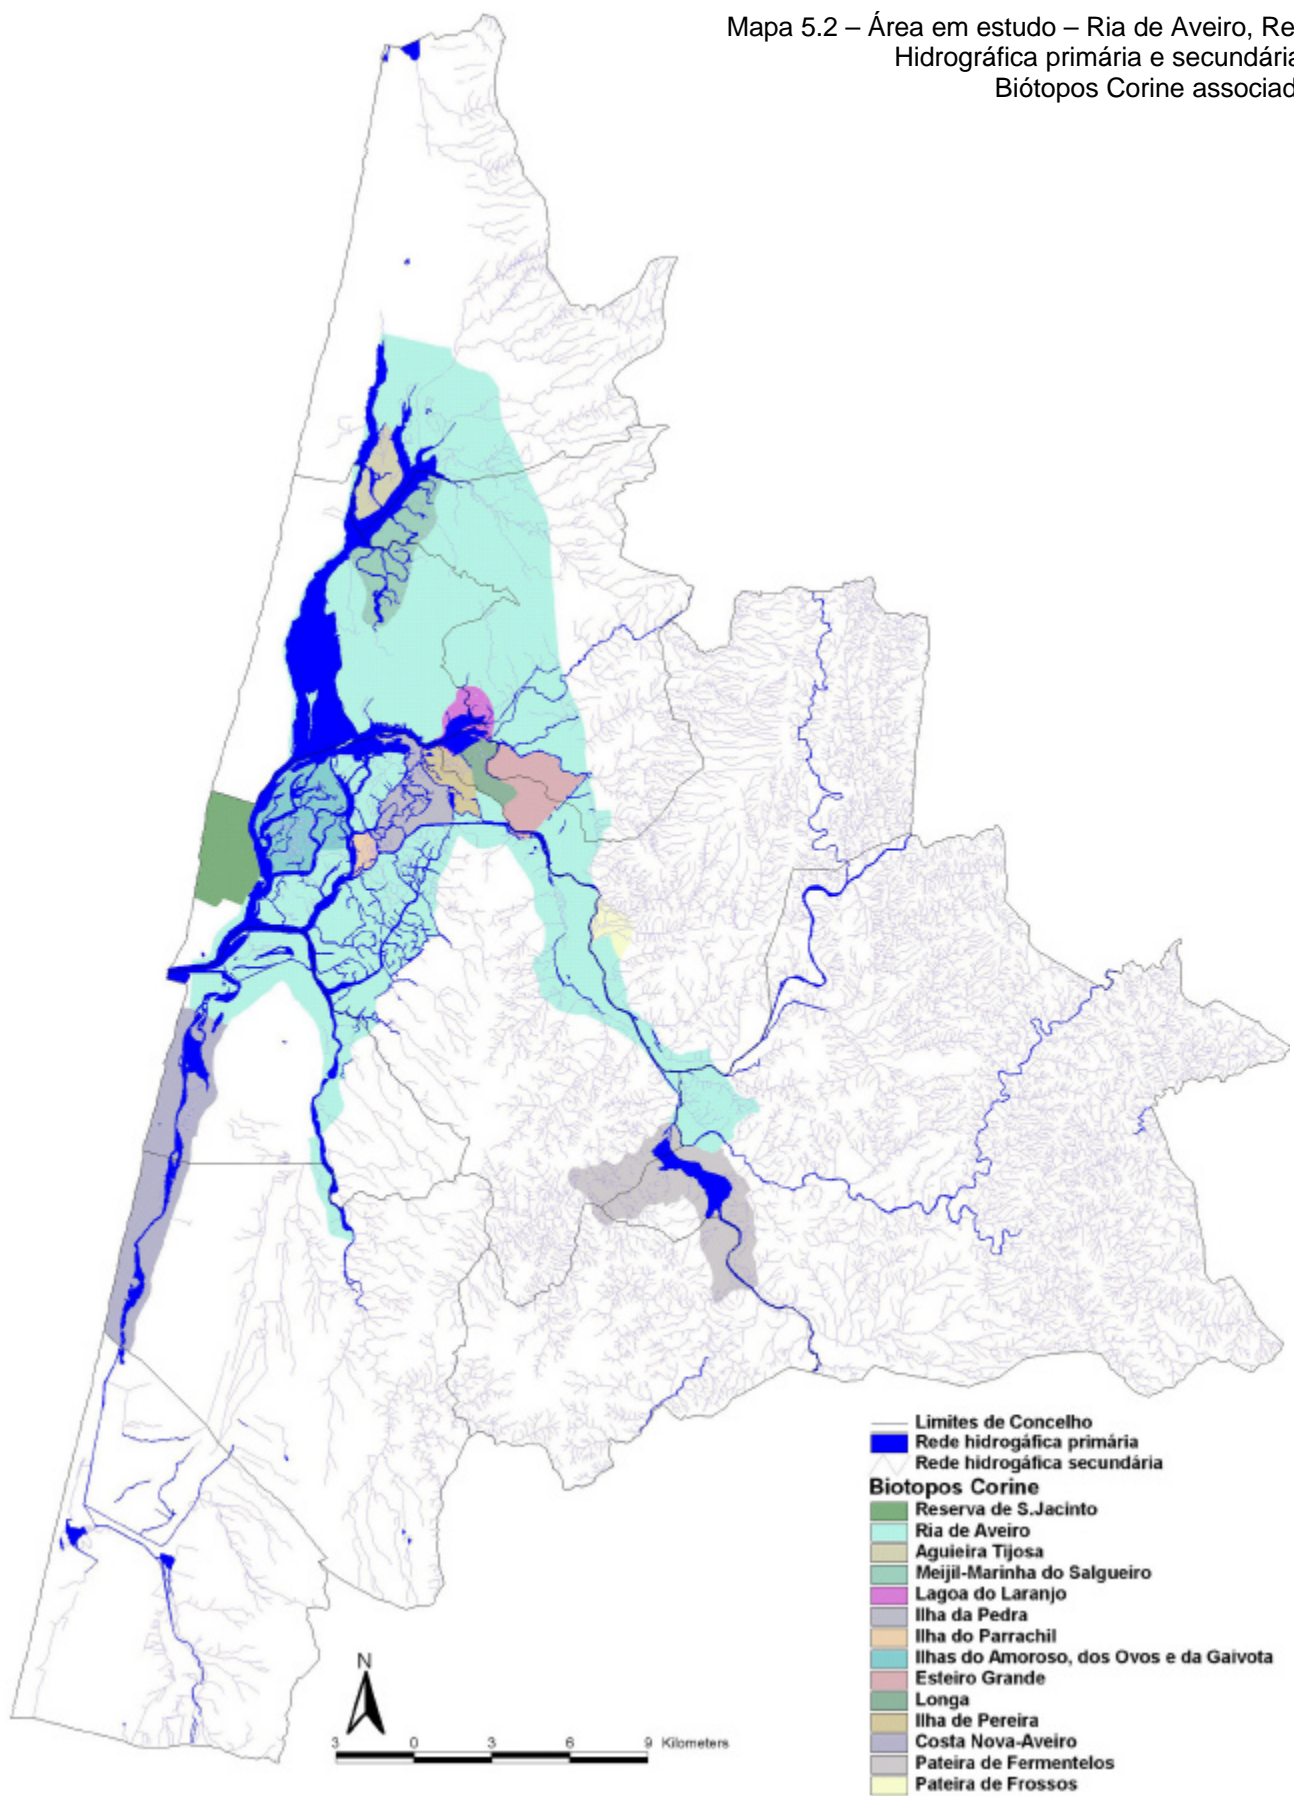 Mapa 5.2 – Área em estudo – Ria de Aveiro, Re
Hidrográfica primária e secundária
Biótopos Corine associad
Limites de Concelho
Rede hidrogáfica primária
Rede hidrogáfica secundária
Biotopos Corine
Reserva de S.Jacinto
Ria de Aveiro
Aguieira Tijosa
Meijil-Marinha do Salgueiro
Lagoa do Laranjo
Ilha da Pedra
Ilha do Parrachil
Ilhas do Amoroso, dos Ovos e da Gaivota
Esteiro Grande
Longa
Ilha de Pereira
Costa Nova-Aveiro
Pateira de Fermentelos
Pateira de Frossos
N
3 0 3 6 9 Kilometers